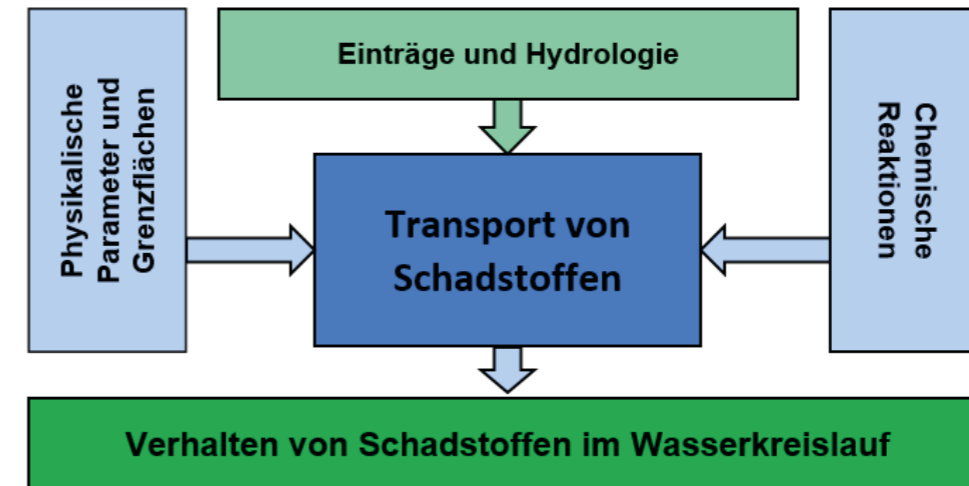 Einträge und Hydrologie
Physikalische
Parameter und
Grenzflächen
Transport von
Schadstoffen
Chemische
Reaktionen
Verhalten von Schadstoffen im Wasserkreislauf